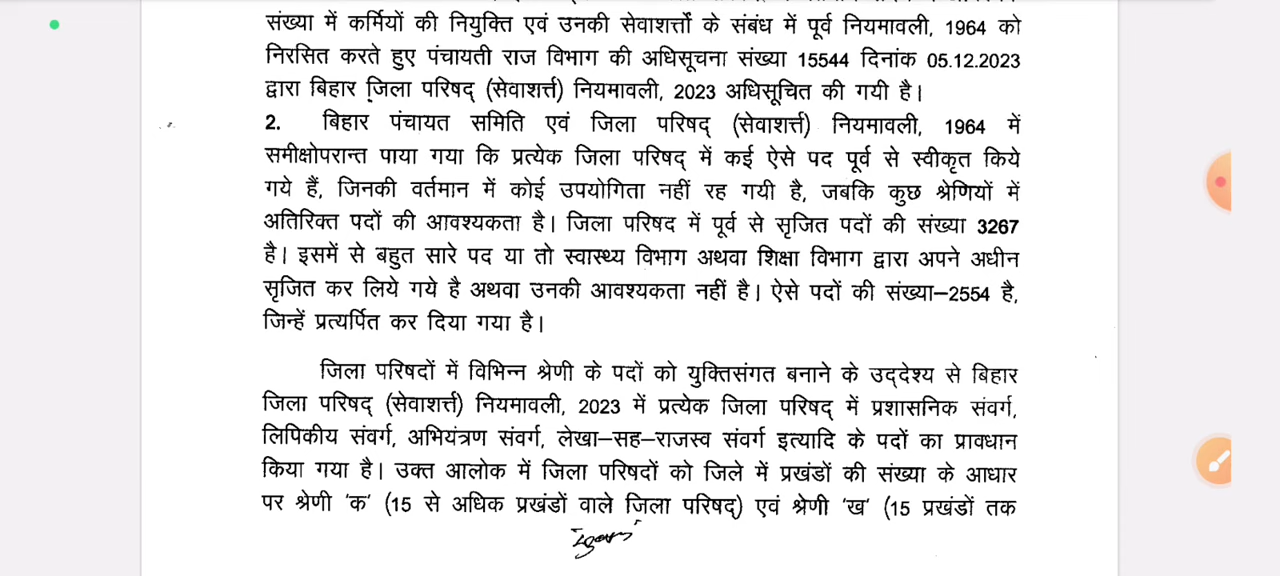 संख्या में कर्मियों की नियुक्ति एवं उनकी सेवाशर्त्तों के संबंध में पूर्व नियमावली, 1964 को
निरसित करते हुए पंचायती राज विभाग की अधिसूचना संख्या 15544 दिनांक 05.12.2023
द्वारा बिहार जिला परिषद् (सेवाशर्त्त) नियमावली, 2023 अधिसूचित की गयी है।
2. बिहार पंचायत समिति एवं जिला परिषद् (सेवाशर्त्त) नियमावली, 1964 में
समीक्षोपरान्त पाया गया कि प्रत्येक जिला परिषद् में कई ऐसे पद पूर्व से स्वीकृत किये
गये हैं, जिनकी वर्तमान में कोई उपयोगिता नहीं रह गयी है, जबकि कुछ श्रेणियों में
अतिरिक्त पदों की आवश्यकता है। जिला परिषद में पूर्व से सृजित पदों की संख्या 3267
है। इसमें से बहुत सारे पद या तो स्वास्थ्य विभाग अथवा शिक्षा विभाग द्वारा अपने अधीन
सृजित कर लिये गये है अथवा उनकी आवश्यकता नहीं है। ऐसे पदों की संख्या–2554 है,
जिन्हें प्रत्यर्पित कर दिया गया है।
जिला परिषदों में विभिन्न श्रेणी के पदों को युक्तिसंगत बनाने के उद्देश्य से बिहार
जिला परिषद् (सेवाशर्त्त) नियमावली, 2023 में प्रत्येक जिला परिषद् में प्रशासनिक संवर्ग,
लिपिकीय संवर्ग, अभियंत्रण संवर्ग, लेखा–सह–राजस्व संवर्ग इत्यादि के पदों का प्रावधान
किया गया है। उक्त आलोक में जिला परिषदों को जिले में प्रखंडों की संख्या के आधार
पर श्रेणी 'क' (15 से अधिक प्रखंडों वाले जिला परिषद्) एवं श्रेणी 'ख' (15 प्रखंडों तक